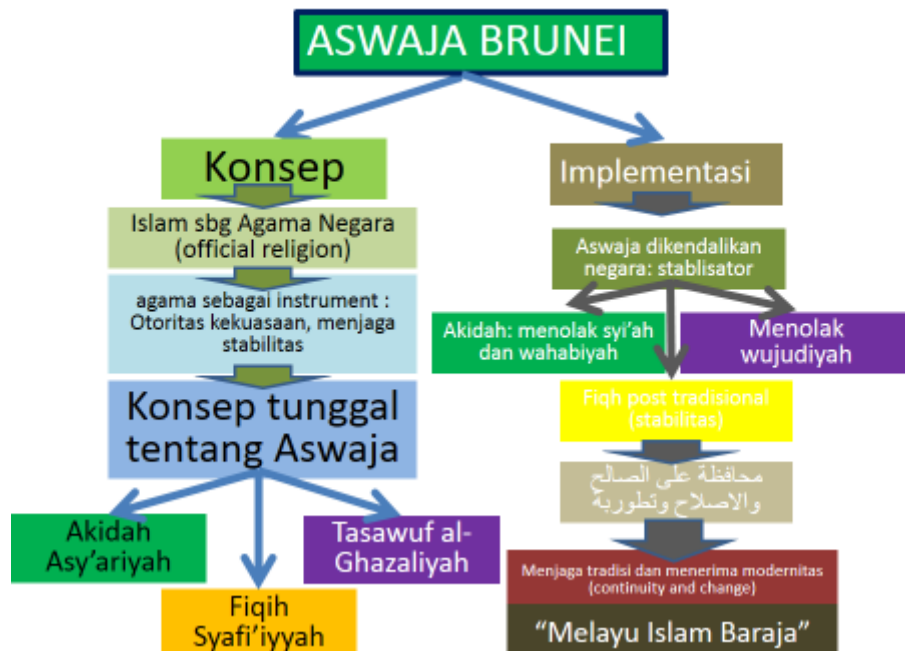 ASWAJA BRUNEI
Konsep
Islam sbg Agama Negara
(official religion)
agama sebagai instrument :
Otoritas kekuasaan, menjaga
stabilitas
Konsep tunggal
tentang Aswaja
Akidah
Asy'ariyah
Fiqih
Syafi'iyyah
Tasawuf al-
Ghazaliyah
Implementasi
Aswaja dikendalikan
negara: stablisator
Akidah: menolak syi'ah
dan wahabiyah
Menolak
wujudiyah
Fiqh post tradisional
(stabilitas)
محافظة على الصالح
والاصلاح وتطورية
Menjaga tradisi dan menerima modernitas
(continuity and change)
"Melayu Islam Baraja"